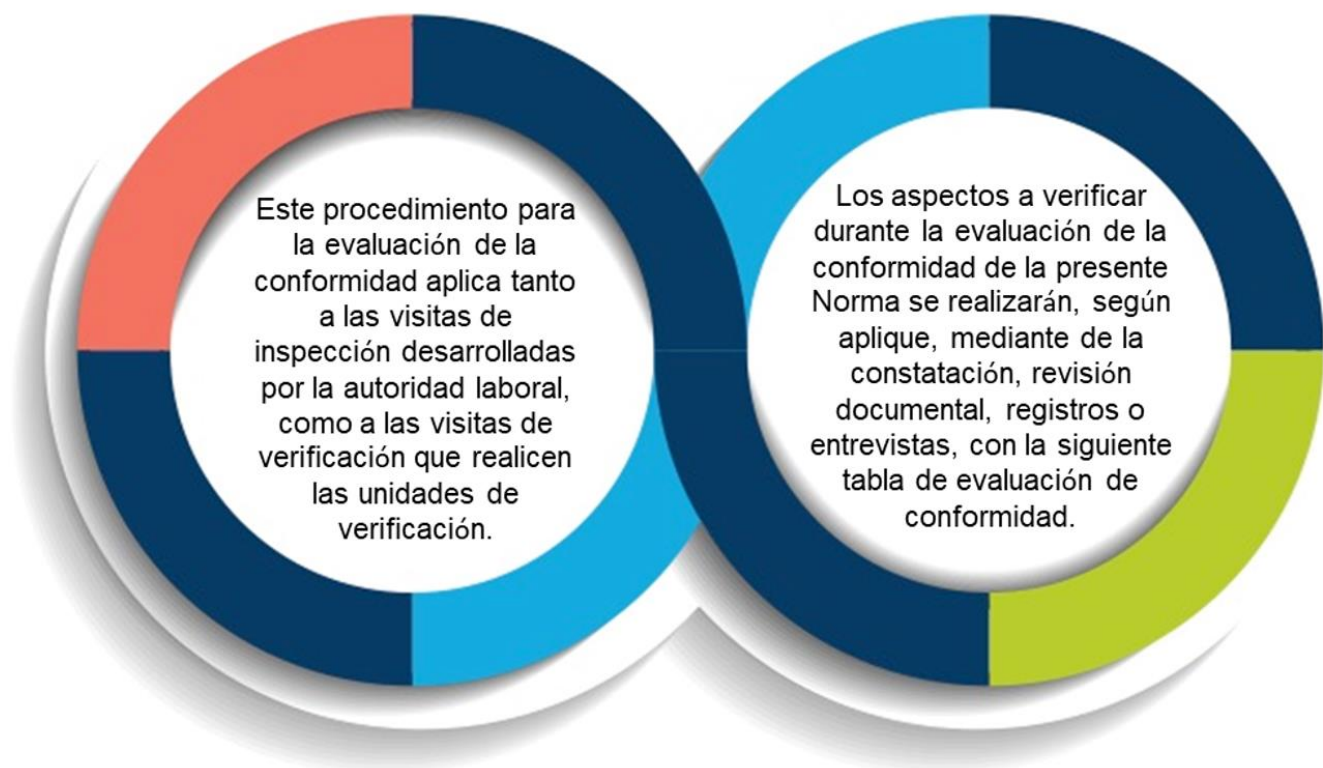 Este procedimiento para
la evaluación de la
conformidad aplica tanto
a las visitas de
inspección desarrolladas
por la autoridad laboral,
como a las visitas de
verificación que realicen
las unidades de
verificación.
Los aspectos a verificar
durante la evaluación de la
conformidad de la presente
Norma se realizarán, según
aplique, mediante de la
constatación, revisión
documental, registros o
entrevistas, con la siguiente
tabla de evaluación de
conformidad.